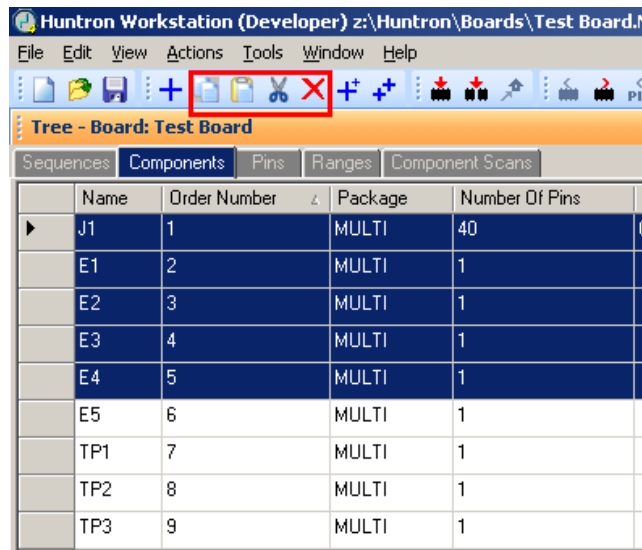 Huntron Workstation (Developer) z:\Huntron\Boards\Test Board.
File Edit View Actions Tools Window Help
Tree - Board: Test Board
Sequences Components Pins Ranges Component Scans
Name Order Number Package Number Of Pins
J1 1 MULTI 40
E1 2 MULTI 1
E2 3 MULTI 1
E3 4 MULTI 1
E4 5 MULTI 1
E5 6 MULTI 1
TP1 7 MULTI 1
TP2 8 MULTI 1
TP3 9 MULTI 1